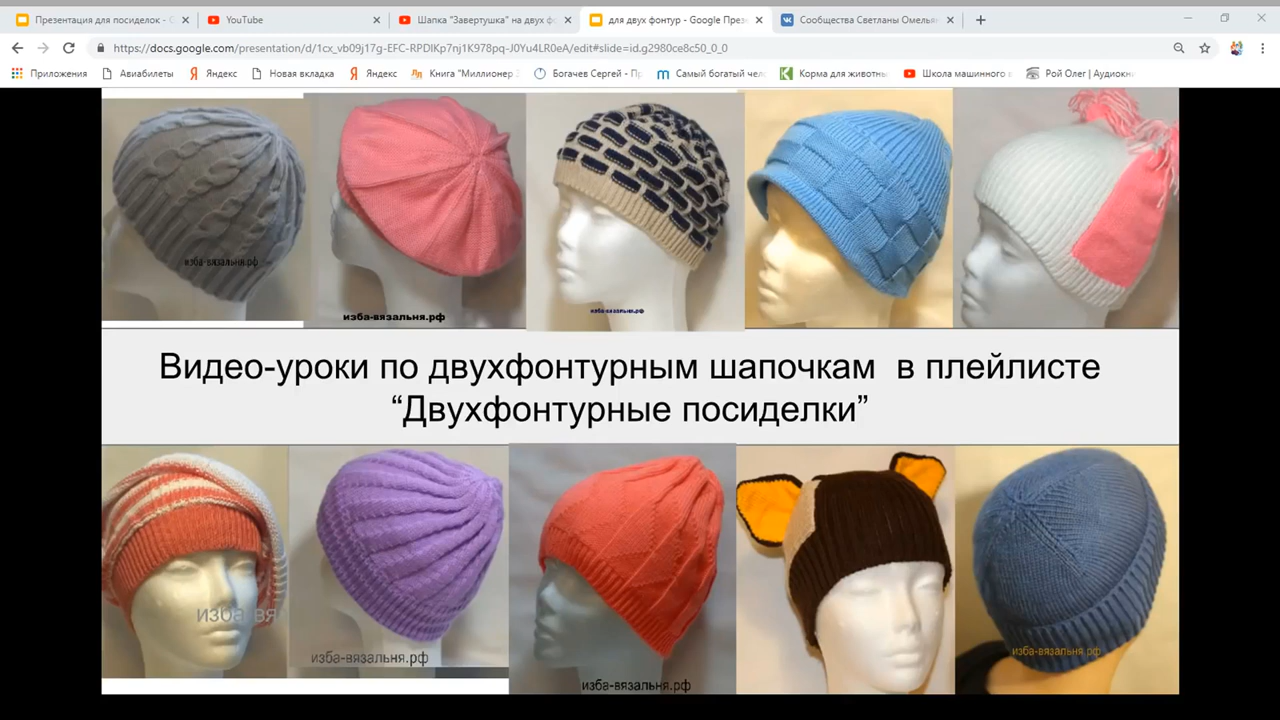 Презентация для посиделок - G
YouTube
Шапка "Завертушка" на двух фо
для двух фонтур - Google През
Сообщества Светланы Омелья
https://docs.google.com/presentation/d/1cx_vb09j17g-EFC-RPDIKp7nj1K978pq-J0Yu4LR0eA/edit#slide=id.g2980ce8c50_0_0
Приложения
Авиабилеты
Яндекс
Новая вкладка
Яндекс
Книга "Миллионер
Богачев Сергей - Пр
Самый богатый чел
Корма для животны
Школа машинного в
Рой Олег | Аудиокн
изба-вязальня.рф
изба-вязальня.рф
изба-вязальня.рф
Видео-уроки по двухфонтурным шапочкам в плейлисте
“Двухфонтурные посиделки”
изба-вя
изба-вязальня.рф
изба-вязальня.рф
изба-вязальня.рф